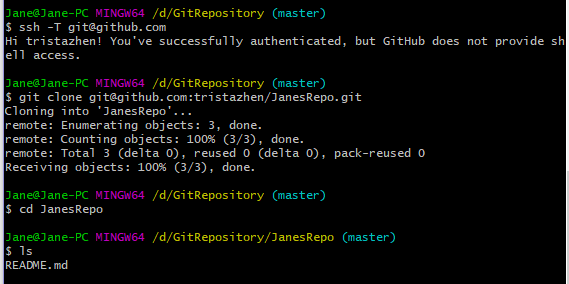 Jane@Jane-PC MINGW64 /d/GitRepository (master)
$ ssh -T git@github.com
Hi tristazhen! You've successfully authenticated, but GitHub does not provide sh
ell access.
Jane@Jane-PC MINGW64 /d/GitRepository (master)
$ git clone git@github.com:tristazhen/JanesRepo.git
Cloning into 'JanesRepo'...
remote: Enumerating objects: 3, done.
remote: Counting objects: 100% (3/3), done.
remote: Total 3 (delta 0), reused 0 (delta 0), pack-reused 0
Receiving objects: 100% (3/3), done.
Jane@Jane-PC MINGW64 /d/GitRepository (master)
$ cd JanesRepo
Jane@Jane-PC MINGW64 /d/GitRepository/JanesRepo (master)
$ ls
README.md